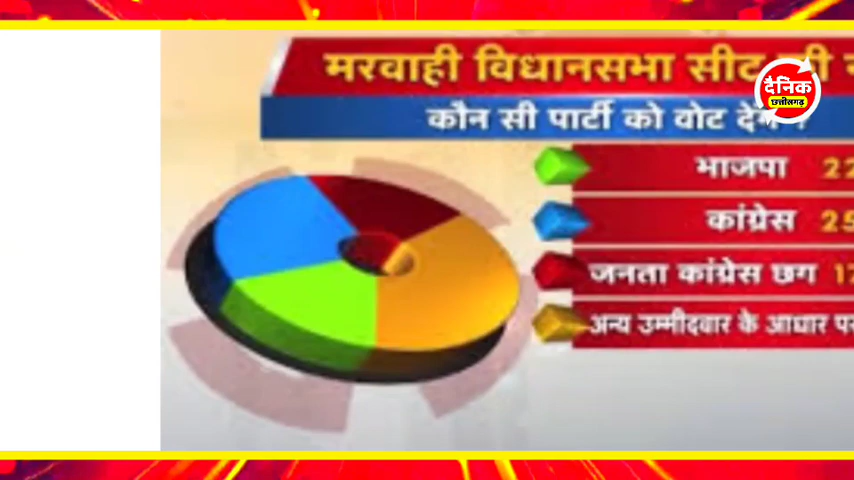 मरवाही विधानसभा सीट की
दैनिक
छत्तीसगढ़
कौन सी पार्टी को वोट देंगे ?
भाजपा 22
कांग्रेस 25
जनता कांग्रेस छग 17
अन्य उम्मीदवार के आधार पर